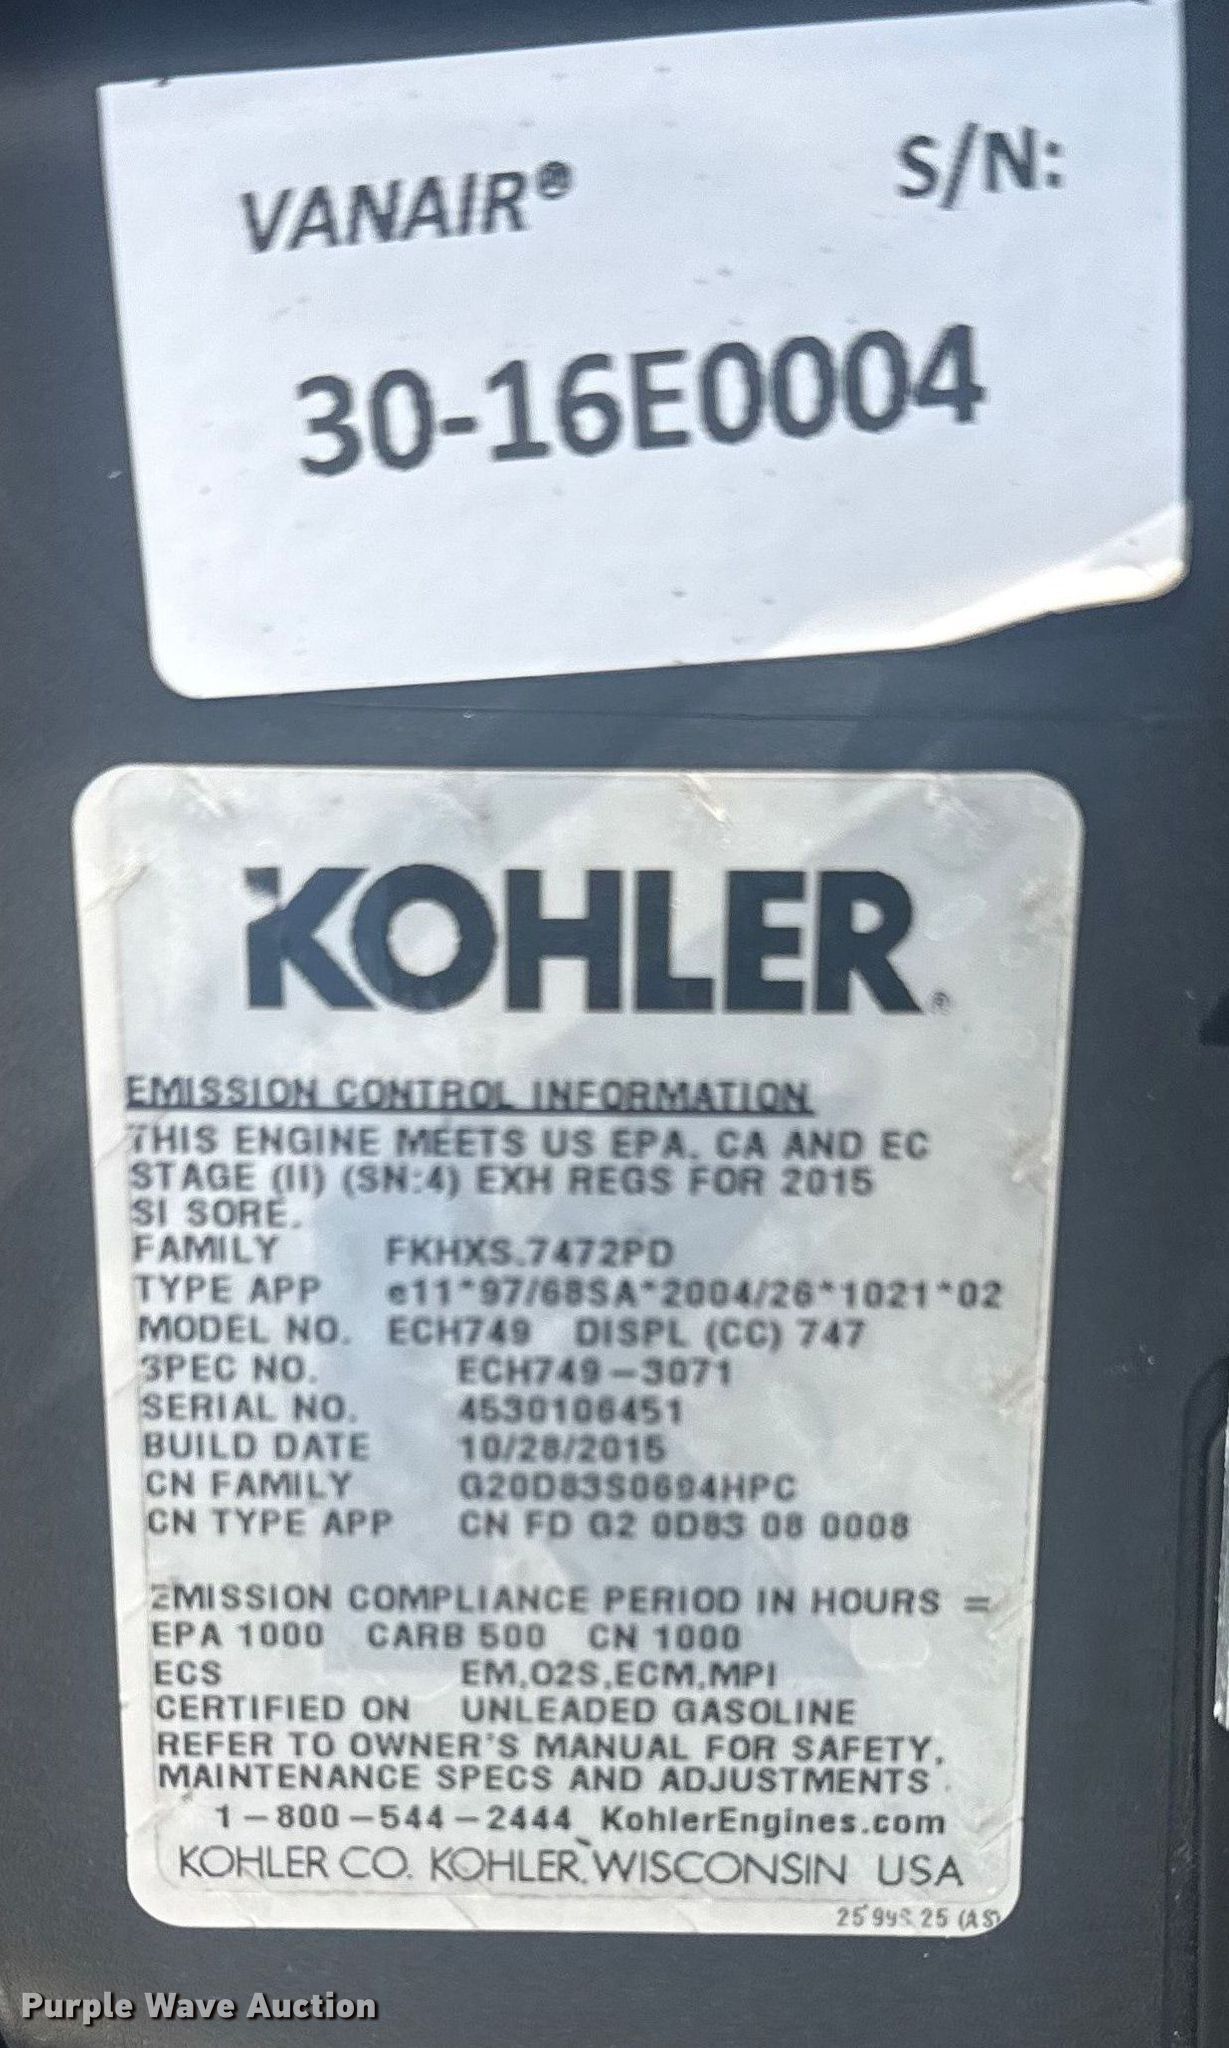 VANAIR® S/N:
30-16E0004
KOHLER®
EMISSION CONTROL INFORMATION
THIS ENGINE MEETS US EPA, CA AND EC
STAGE (II) (SN:4) EXH REGS FOR 2015
SI SORE.
FAMILY FKHXS.7472PD
TYPE APP e11*97/68SA*2004/26*1021*02
MODEL NO. ECH749 DISPL (CC) 747
SPEC NO. ECH749-3071
SERIAL NO. 4530106451
BUILD DATE 10/28/2015
CN FAMILY G20D83S0694HPC
CN TYPE APP CN FD G2 0D83 08 0008
EMISSION COMPLIANCE PERIOD IN HOURS =
EPA 1000 CARB 500 CN 1000
ECS EM,O2S,ECM,MPI
CERTIFIED ON UNLEADED GASOLINE
REFER TO OWNER'S MANUAL FOR SAFETY,
MAINTENANCE SPECS AND ADJUSTMENTS.
1-800-544-2444 KohlerEngines.com
KOHLER CO. KOHLER, WISCONSIN USA
25 25 (AS)
Purple Wave Auction